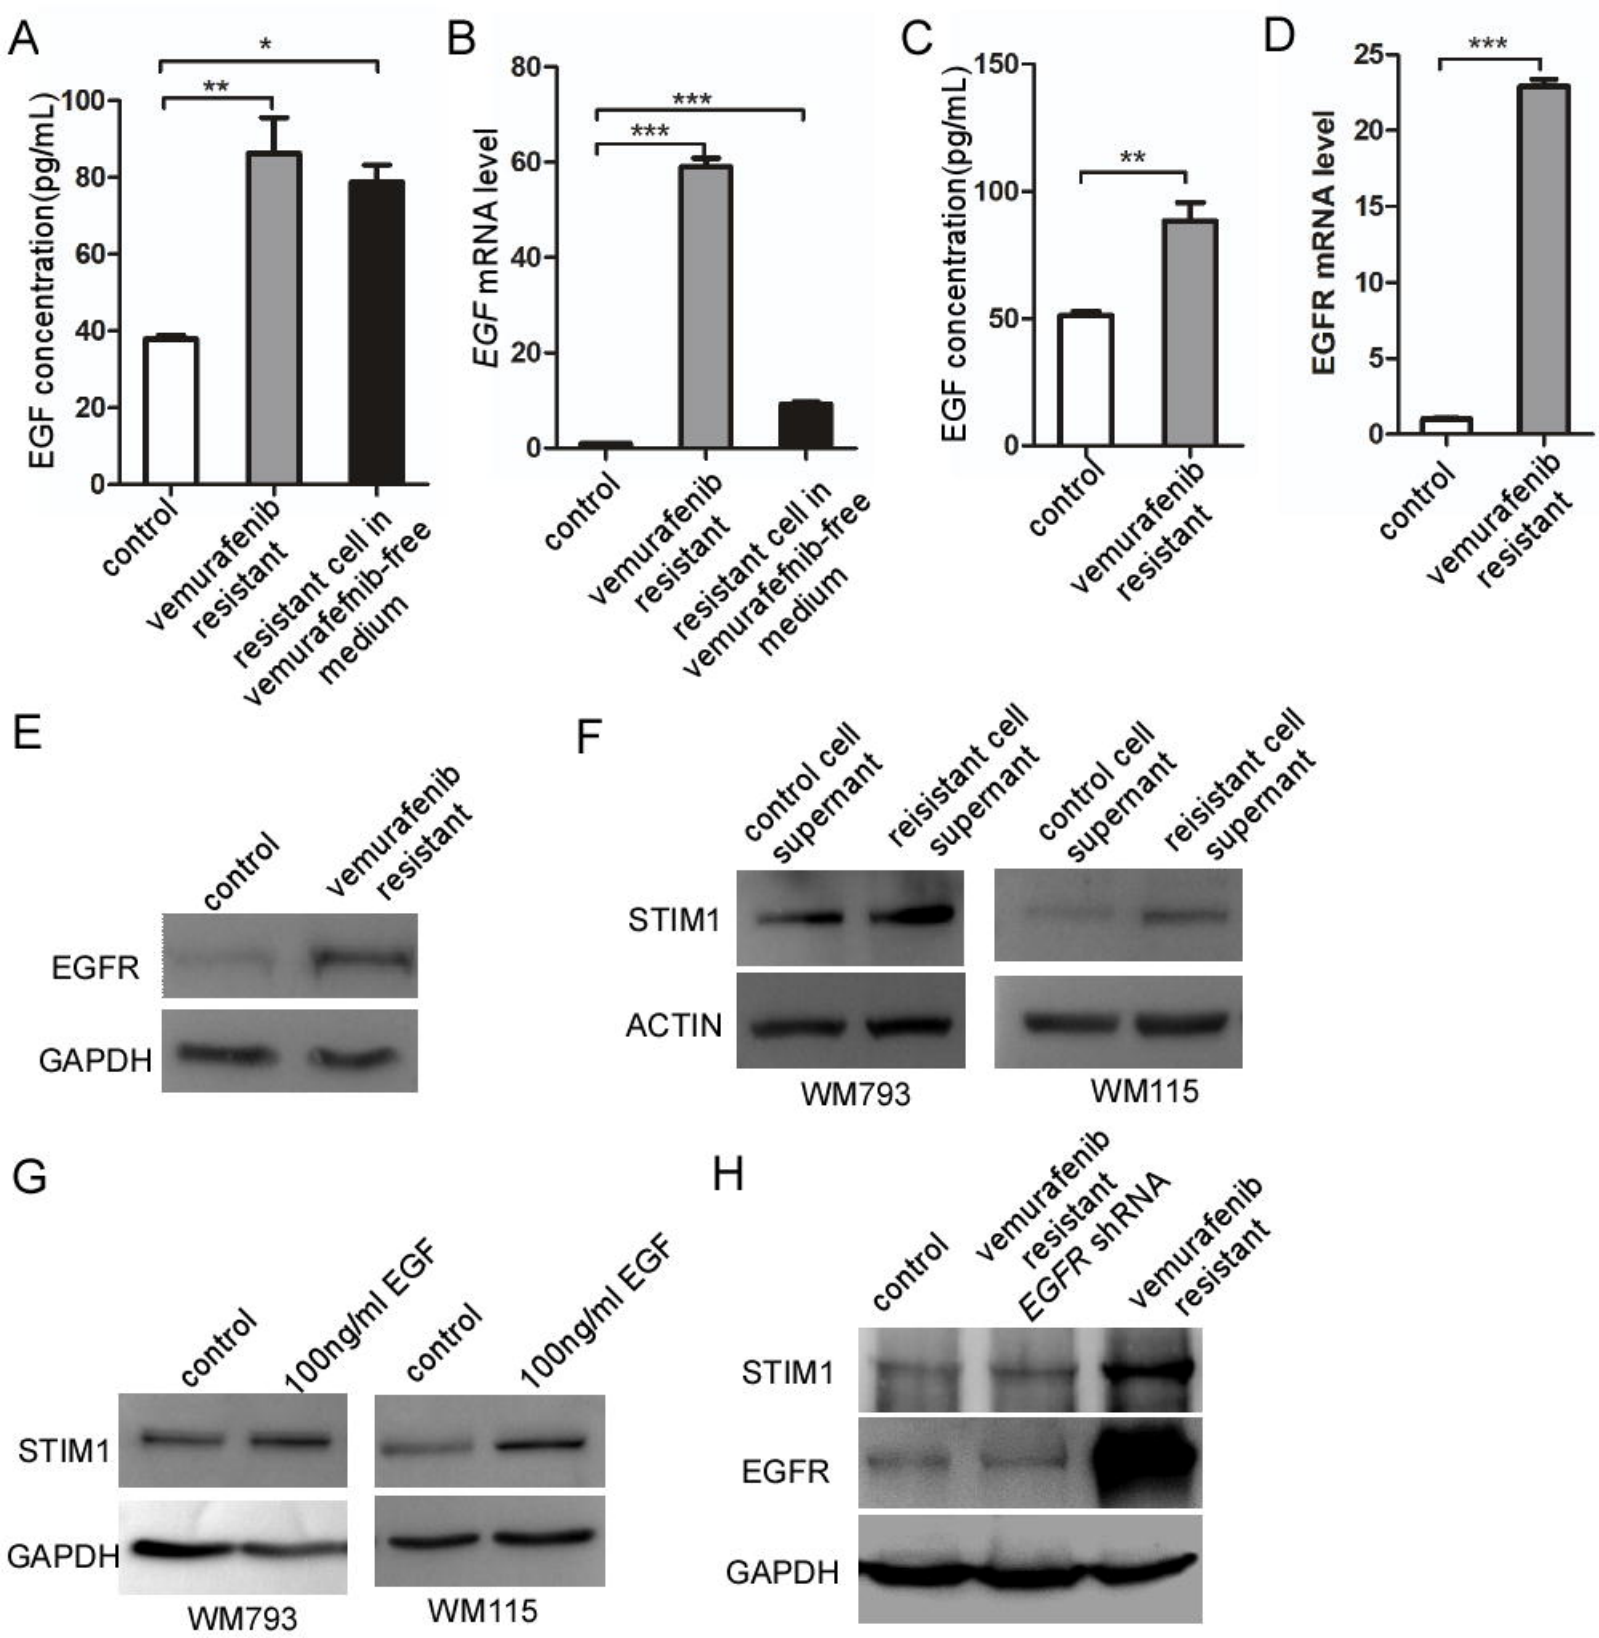 A
*
**
EGF concentration(pg/mL)
100
80
60
40
20
0
control
vemurafenib
resistant
resistant cell in
vemurafefnib-free
medium
B
***
***
EGF mRNA level
80
60
40
20
0
control
vemurafenib
resistant
resistant cell in
vemurafefnib-free
medium
C
**
EGF concentration(pg/mL)
150
100
50
0
control
vemurafenib
resistant
D
***
EGFR mRNA level
25
20
15
10
5
0
control
vemurafenib
resistant
E
control
vemurafenib
resistant
EGFR
GAPDH
F
control cell
supernant
reisistant cell
supernant
control cell
supernant
reisistant cell
supernant
STIM1
ACTIN
WM793
WM115
G
control
100ng/ml EGF
control
100ng/ml EGF
STIM1
GAPDH
WM793
WM115
H
control
vemurafenib
resistant
EGFR shRNA
vemurafenib
resistant
STIM1
EGFR
GAPDH